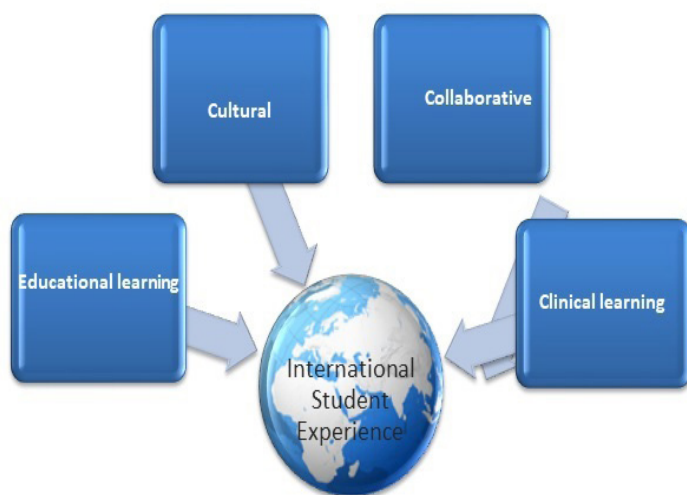 Cultural
Collaborative
Educational learning
Clinical learning
International
Student
Experience